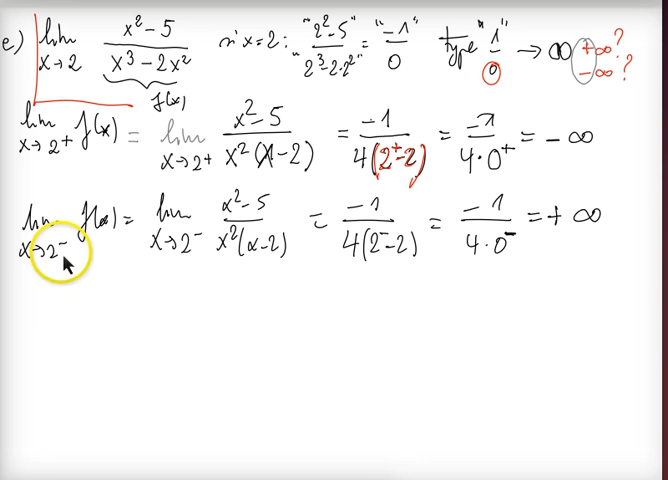 e) lim x→2 (x² − 5)/(x³ − 2x²) f(x) si x = 2 : "2² − 5"/"2³ − 2·2²" = "−1"/0 type "1/0" → ∞ +∞? −∞?
lim x→2⁺ f(x) = lim x→2⁺ (x² − 5)/(x²(x − 2)) = −1/(4(2⁺ − 2)) = −1/(4·0⁺) = −∞
lim x→2⁻ f(x) = lim x→2⁻ (x² − 5)/(x²(x − 2)) = −1/(4(2⁻ − 2)) = −1/(4·0⁻) = +∞